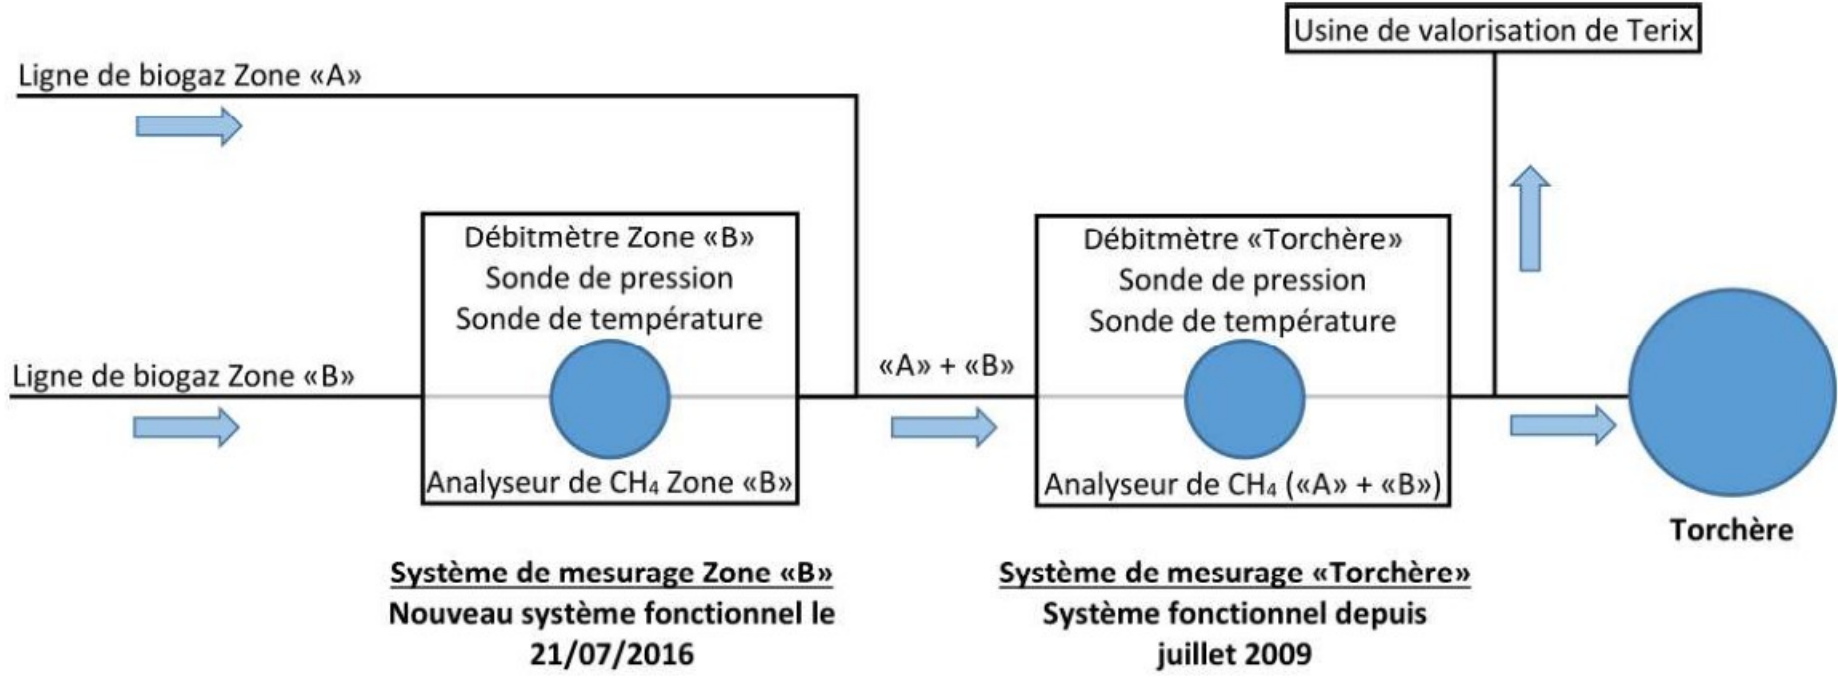 Usine de valorisation de Terix
Ligne de biogaz Zone «A»
Débitmètre Zone «B»
Sonde de pression
Sonde de température
Débitmètre «Torchère»
Sonde de pression
Sonde de température
Ligne de biogaz Zone «B»
«A» + «B»
Analyseur de CH₄ Zone «B»
Analyseur de CH₄ («A» + «B»)
Torchère
Système de mesurage Zone «B»
Nouveau système fonctionnel le
21/07/2016
Système de mesurage «Torchère»
Système fonctionnel depuis
juillet 2009